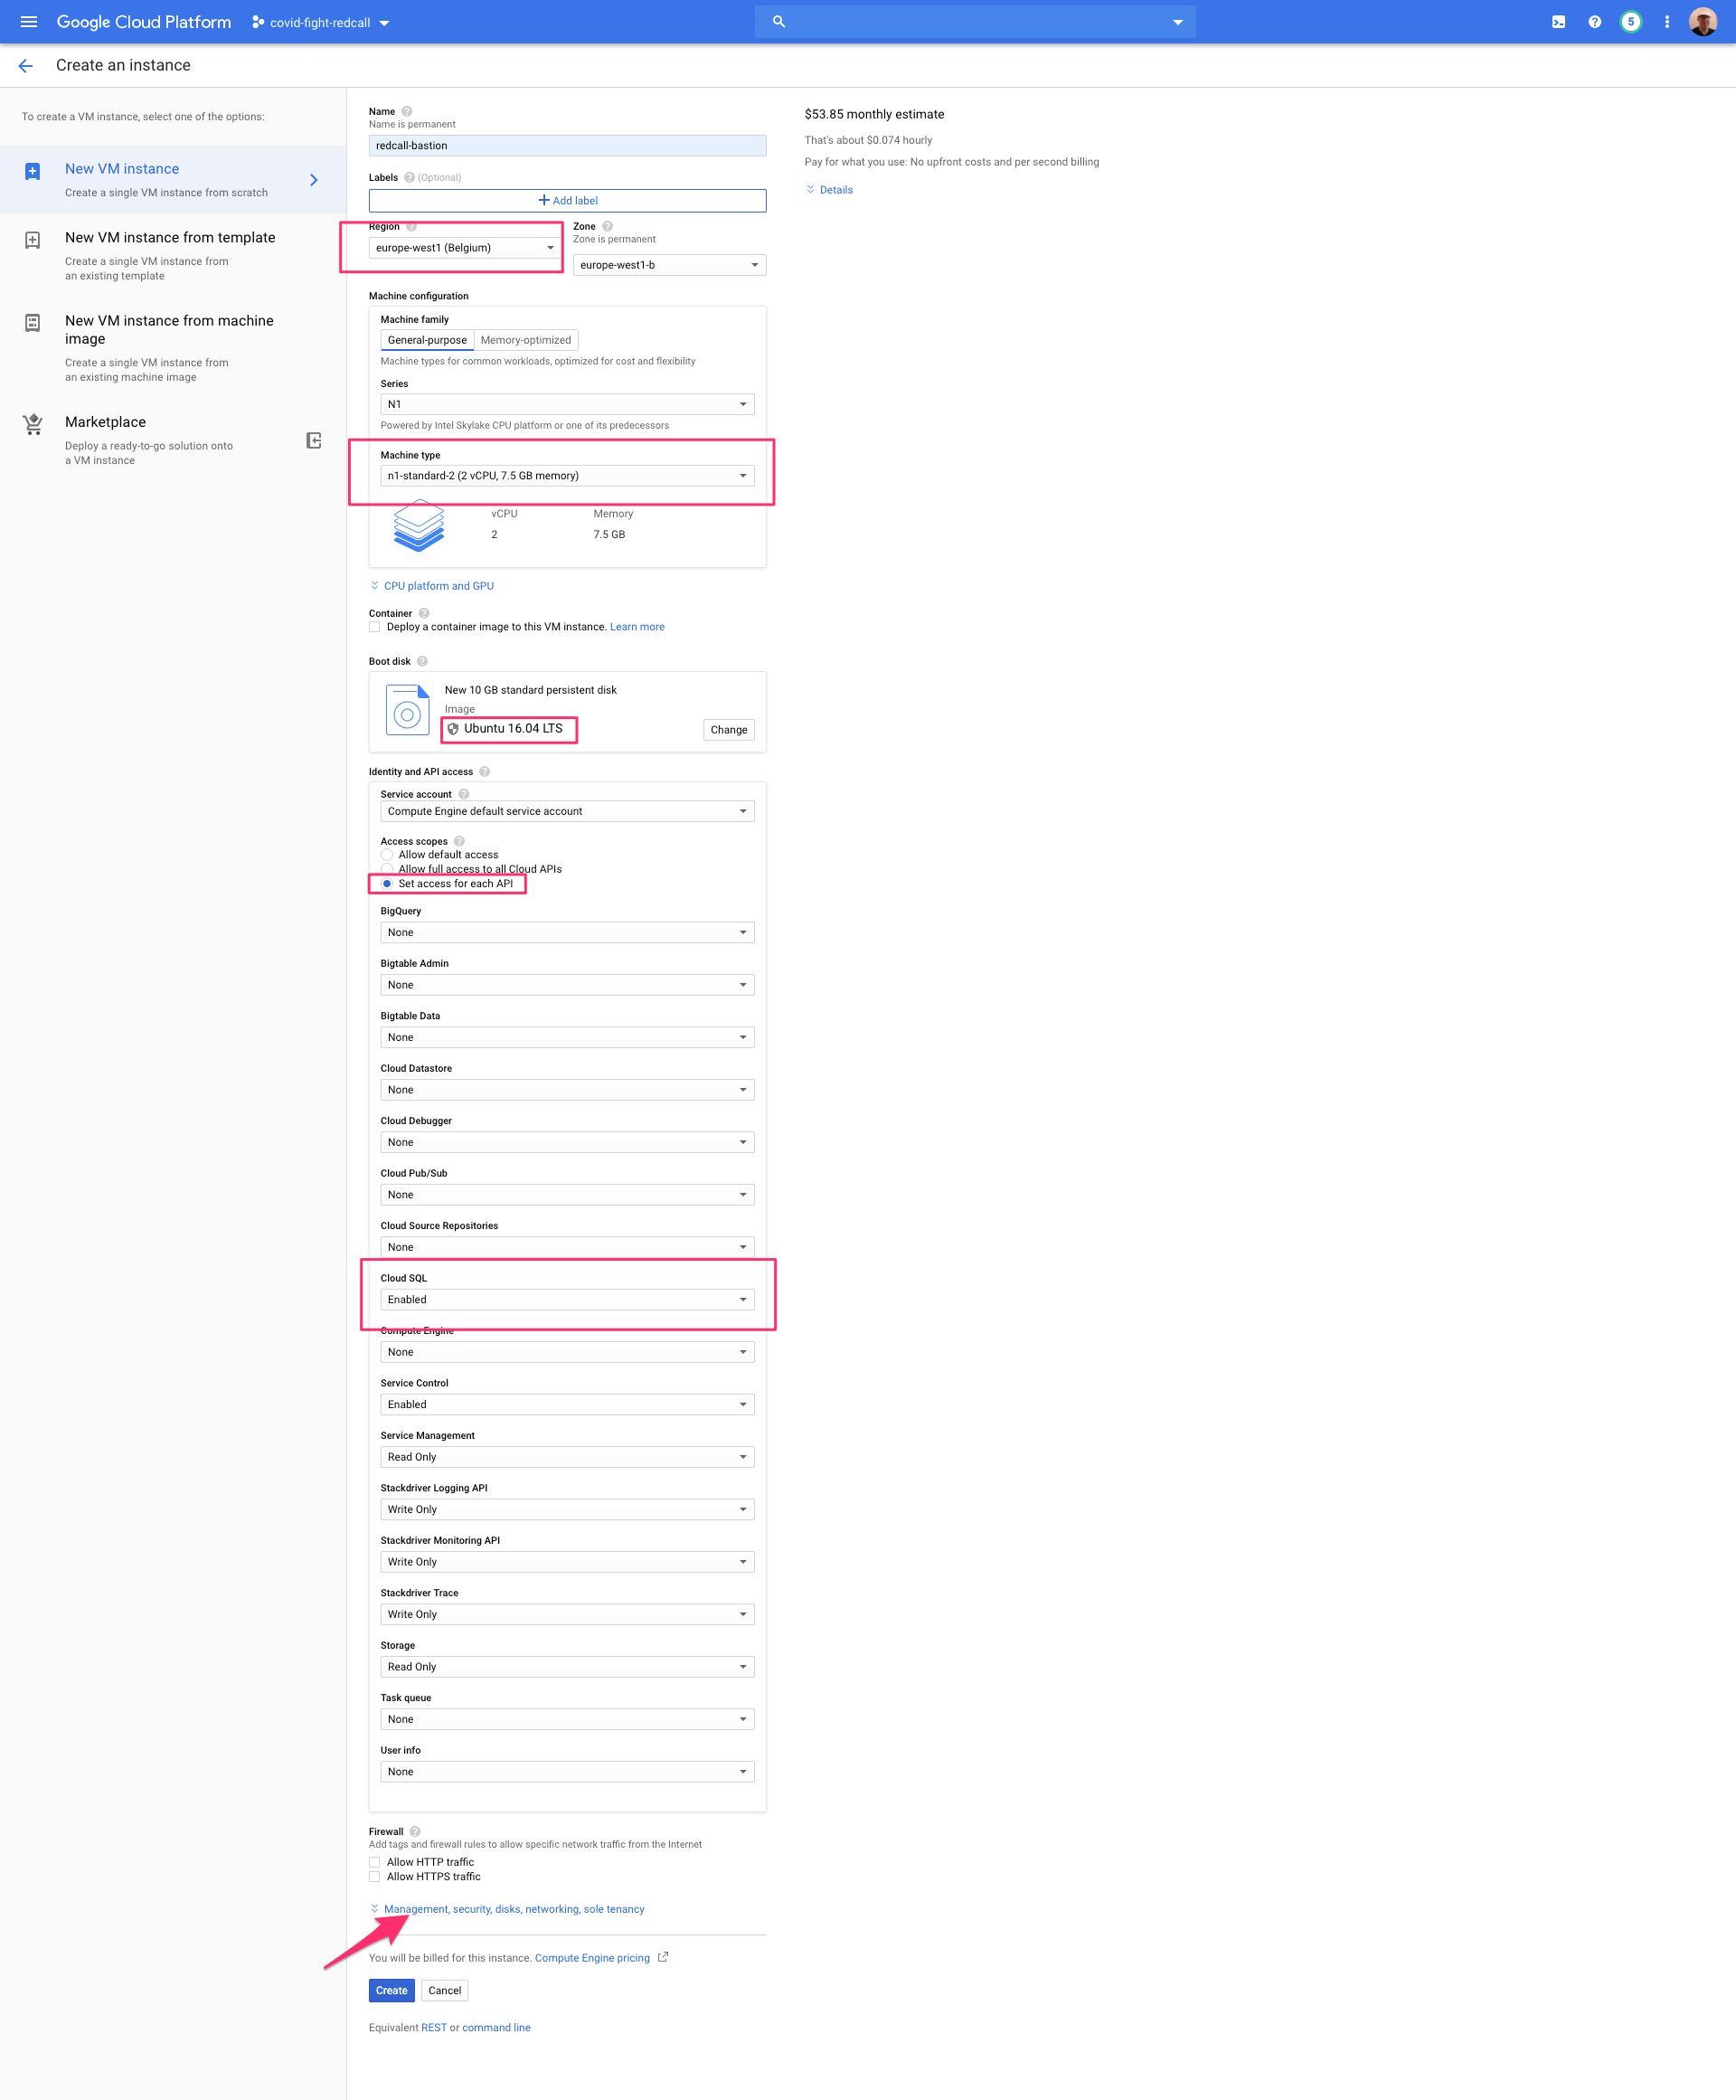 Google Cloud Platform
covid-fight-redcall
5
Create an instance
To create a VM instance, select one of the options:
New VM instance
Create a single VM instance from scratch
New VM instance from template
Create a single VM instance from
an existing template
New VM instance from machine
image
Create a single VM instance from
an existing machine image
Marketplace
Deploy a ready-to-go solution onto
a VM instance
Name
Name is permanent
redcall-bastion
Labels (Optional)
Add label
Region
europe-west1 (Belgium)
Zone
Zone is permanent
europe-west1-b
Machine configuration
Machine family
General-purpose
Memory-optimized
Machine types for common workloads, optimized for cost and flexibility
Series
N1
Powered by Intel Skylake CPU platform or one of its predecessors
Machine type
n1-standard-2 (2 vCPU, 7.5 GB memory)
vCPU Memory
2 7.5 GB
CPU platform and GPU
Container
Deploy a container image to this VM instance. Learn more
Boot disk
New 10 GB standard persistent disk
Image
Ubuntu 16.04 LTS
Change
Identity and API access
Service account
Compute Engine default service account
Access scopes
Allow default access
Allow full access to all Cloud APIs
Set access for each API
BigQuery
None
Bigtable Admin
None
Bigtable Data
None
Cloud Datastore
None
Cloud Debugger
None
Cloud Pub/Sub
None
Cloud Source Repositories
None
Cloud SQL
Enabled
Compute Engine
None
Service Control
Enabled
Service Management
Read Only
Stackdriver Logging API
Write Only
Stackdriver Monitoring API
Write Only
Stackdriver Trace
Write Only
Storage
Read Only
Task queue
None
User info
None
Firewall
Add tags and firewall rules to allow specific network traffic from the Internet
Allow HTTP traffic
Allow HTTPS traffic
Management, security, disks, networking, sole tenancy
You will be billed for this instance. Compute Engine pricing
Create
Cancel
Equivalent REST or command line
$53.85 monthly estimate
That's about $0.074 hourly
Pay for what you use: No upfront costs and per second billing
Details